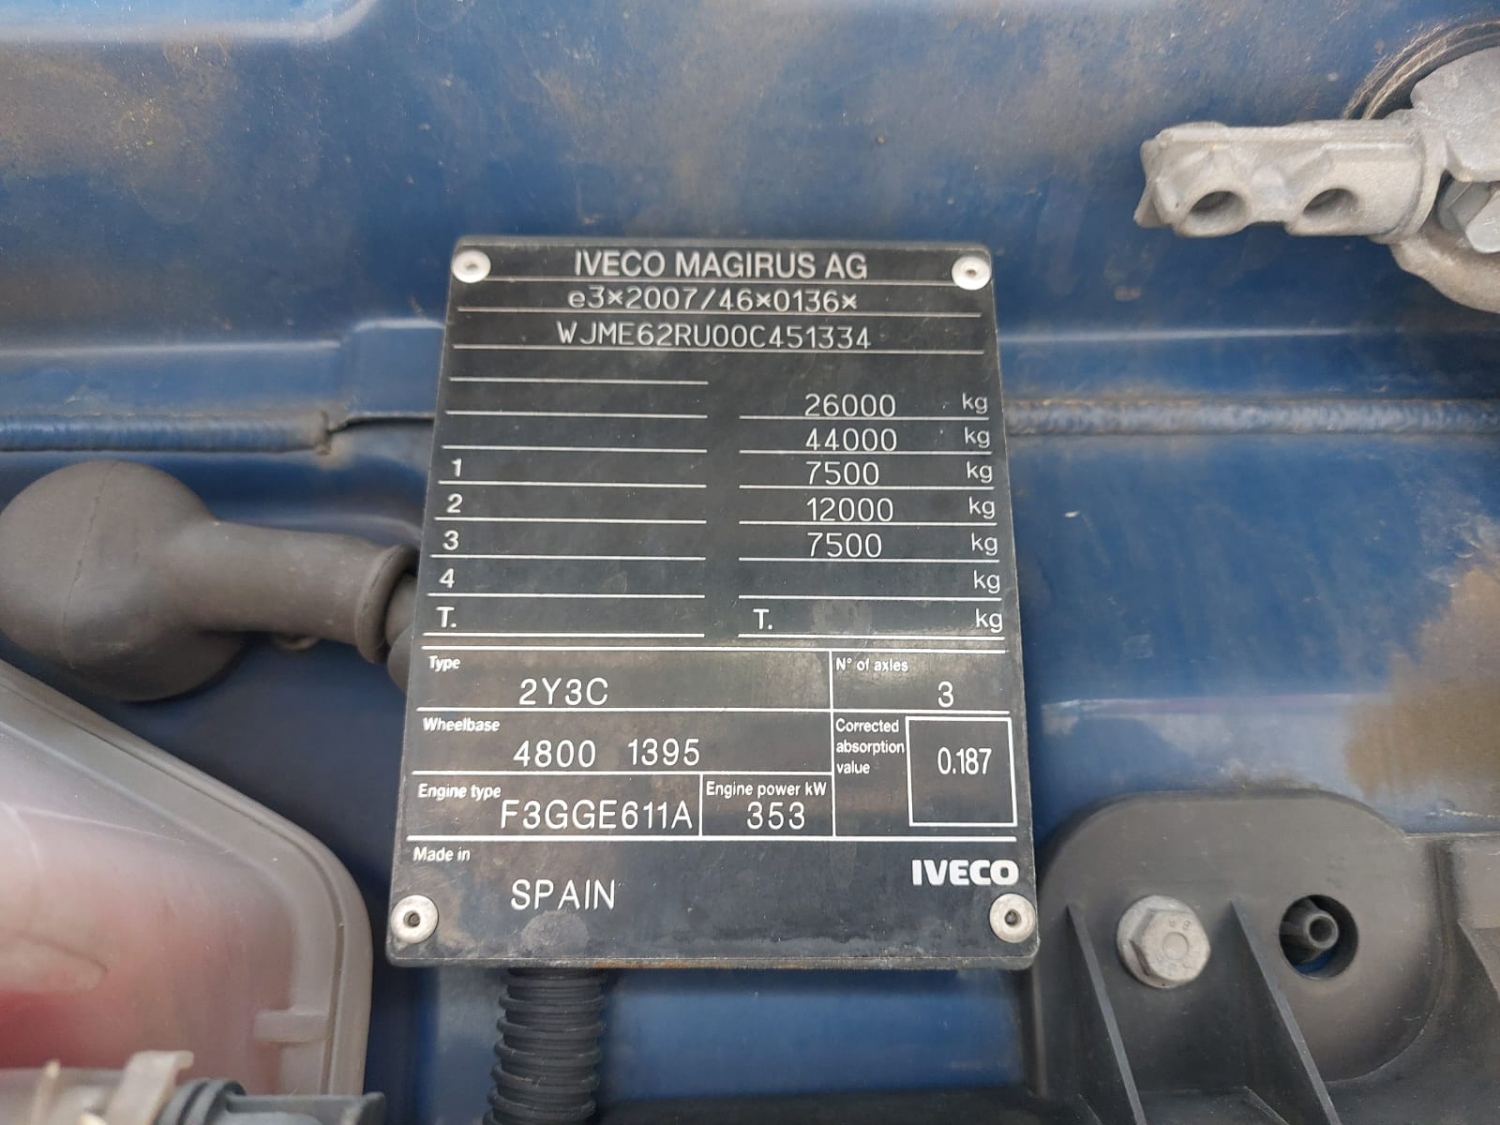 IVECO MAGIRUS AG
e3×2007/46×0136×
WJME62RU00C451334
26000 kg
44000 kg
1 7500 kg
2 12000 kg
3 7500 kg
4 kg
T. T. kg
Type N° of axles
2Y3C 3
Wheelbase Corrected absorption value
4800 1395 0.187
Engine type Engine power kW
F3GGE611A 353
Made in
SPAIN
IVECO